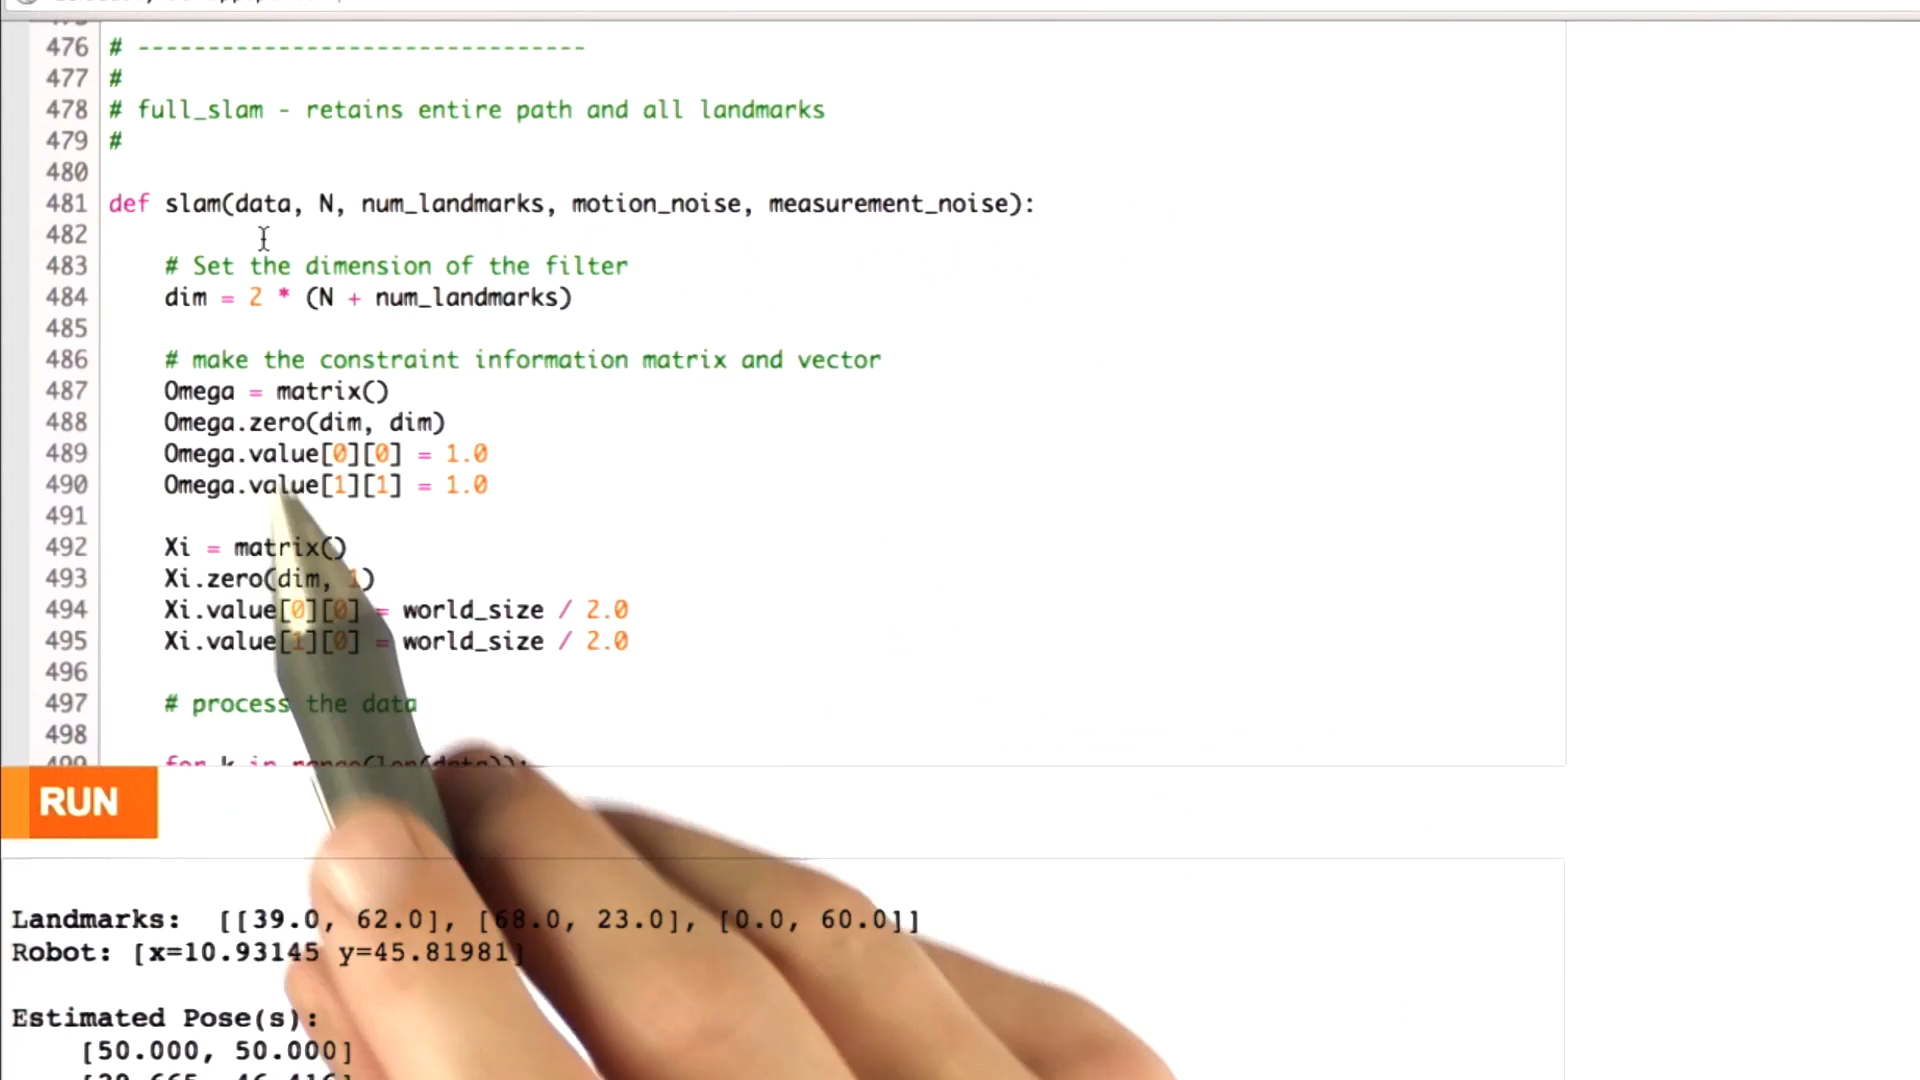 476 # --------------------------------
477 #
478 # full_slam - retains entire path and all landmarks
479 #
480
481 def slam(data, N, num_landmarks, motion_noise, measurement_noise):
482
483 # Set the dimension of the filter
484 dim = 2 * (N + num_landmarks)
485
486 # make the constraint information matrix and vector
487 Omega = matrix()
488 Omega.zero(dim, dim)
489 Omega.value[0][0] = 1.0
490 Omega.value[1][1] = 1.0
491
492 Xi = matrix()
493 Xi.zero(dim, 1)
494 Xi.value[0][0] = world_size / 2.0
495 Xi.value[1][0] = world_size / 2.0
496
497 # process the data
498
499 for k in range(len(data)):
RUN
Landmarks: [[39.0, 62.0], [68.0, 23.0], [0.0, 60.0]]
Robot: [x=10.93145 y=45.81981]
Estimated Pose(s):
[50.000, 50.000]